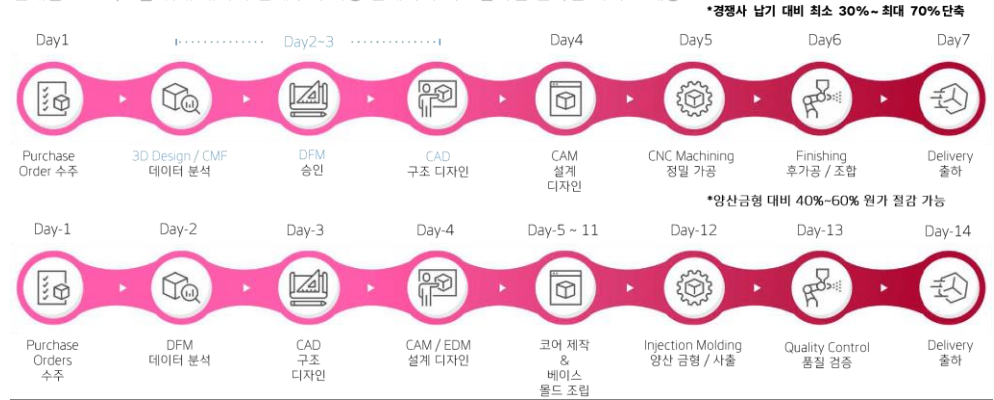 *경쟁사 납기 대비 최소 30%~ 최대 70%단축
Day1
Day2~3
Day4
Day5
Day6
Day7
Purchase
Order 수주
3D Design / CMF
데이터 분석
DFM
승인
CAD
구조 디자인
CAM
설계
디자인
CNC Machining
정밀 가공
Finishing
후가공 / 조합
Delivery
출하
*양산금형 대비 40%~60% 원가 절감 가능
Day-1
Day-2
Day-3
Day-4
Day-5 ~ 11
Day-12
Day-13
Day-14
Purchase
Orders
수주
DFM
데이터 분석
CAD
구조
디자인
CAM / EDM
설계 디자인
코어 제작
&
베이스
몰드 조립
Injection Molding
양산 금형 / 사출
Quality Control
품질 검증
Delivery
출하